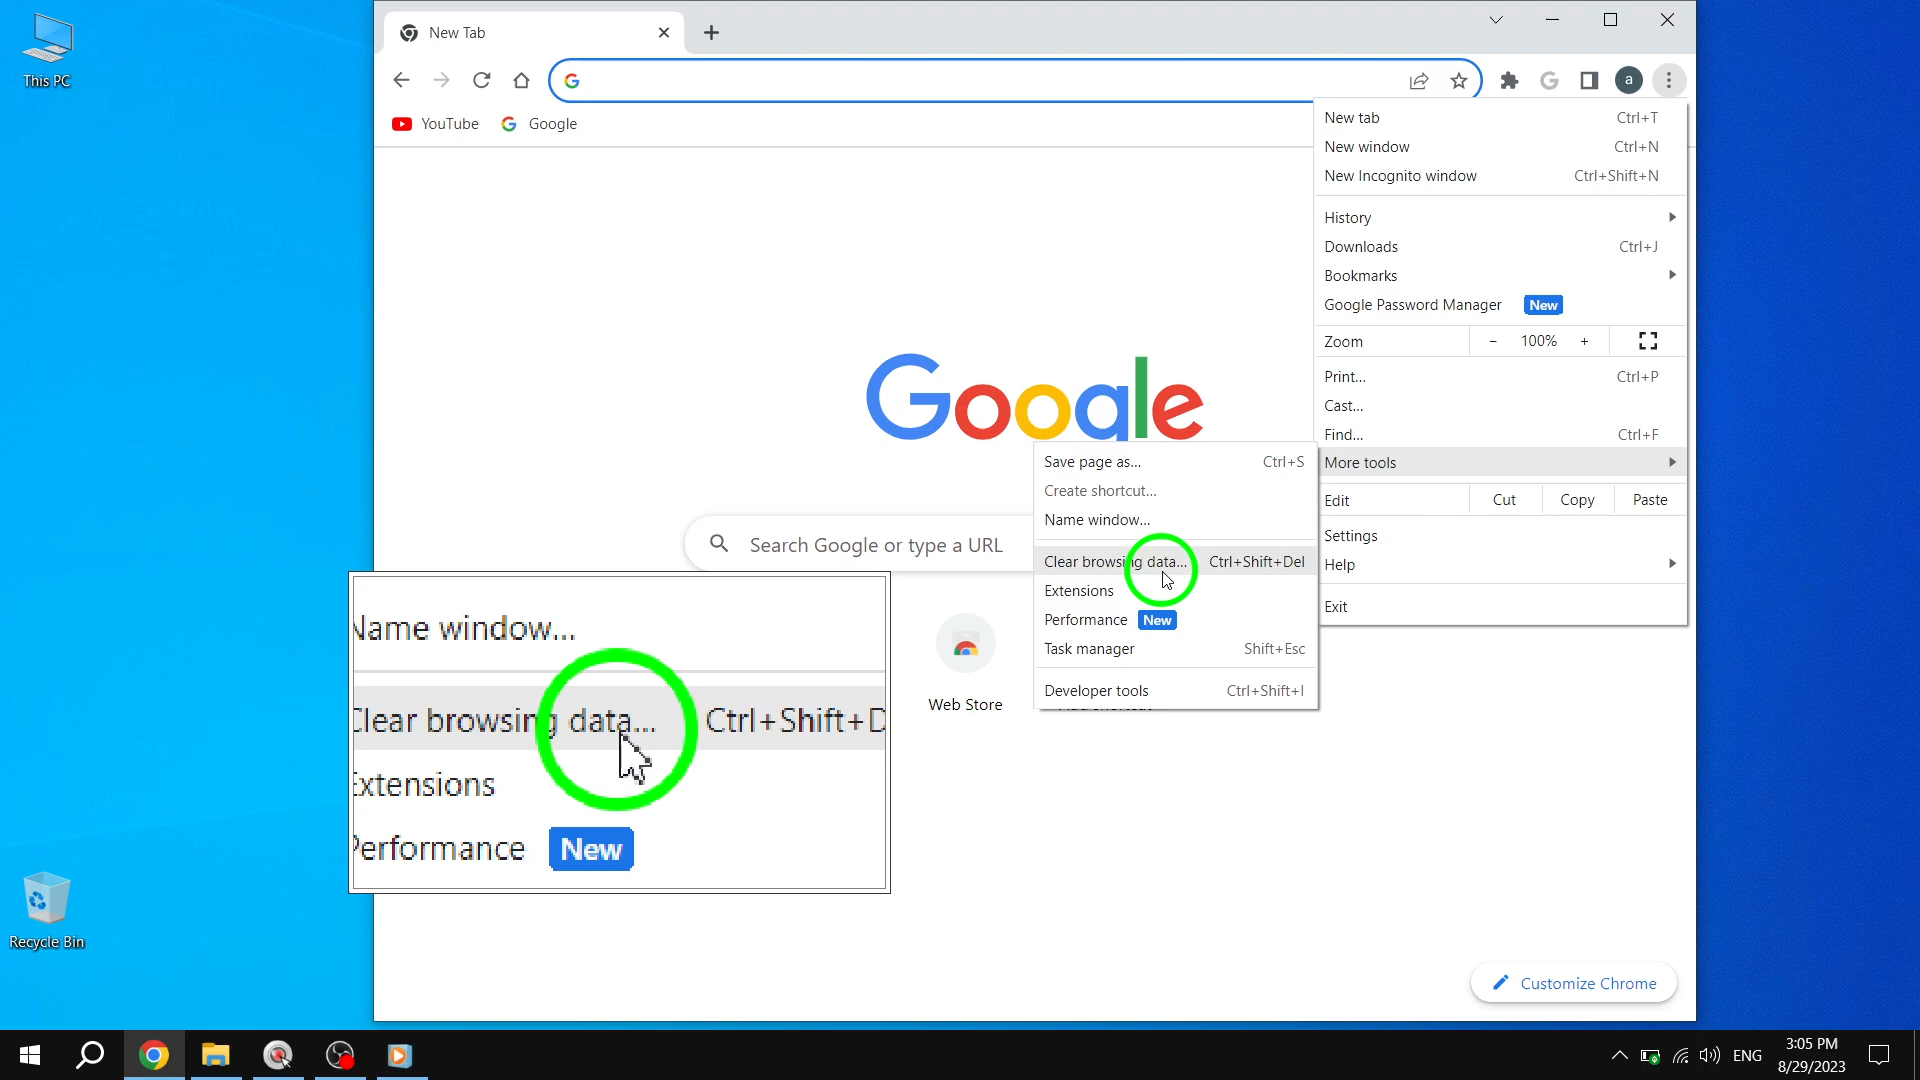 This PC
New Tab
YouTube
Google
a
New tab Ctrl+T
New window Ctrl+N
New Incognito window Ctrl+Shift+N
History
Downloads Ctrl+J
Bookmarks
Google Password Manager New
Zoom - 100% +
Print... Ctrl+P
Cast...
Find... Ctrl+F
More tools
Edit Cut Copy Paste
Settings
Help
Exit
Google
Save page as... Ctrl+S
Create shortcut...
Name window...
Clear browsing data... Ctrl+Shift+Del
Extensions
Performance New
Task manager Shift+Esc
Developer tools Ctrl+Shift+I
Search Google or type a URL
Name window...
Clear browsing data... Ctrl+Shift+D
Extensions
Performance New
Web Store
Recycle Bin
Customize Chrome
ENG
3:05 PM
8/29/2023